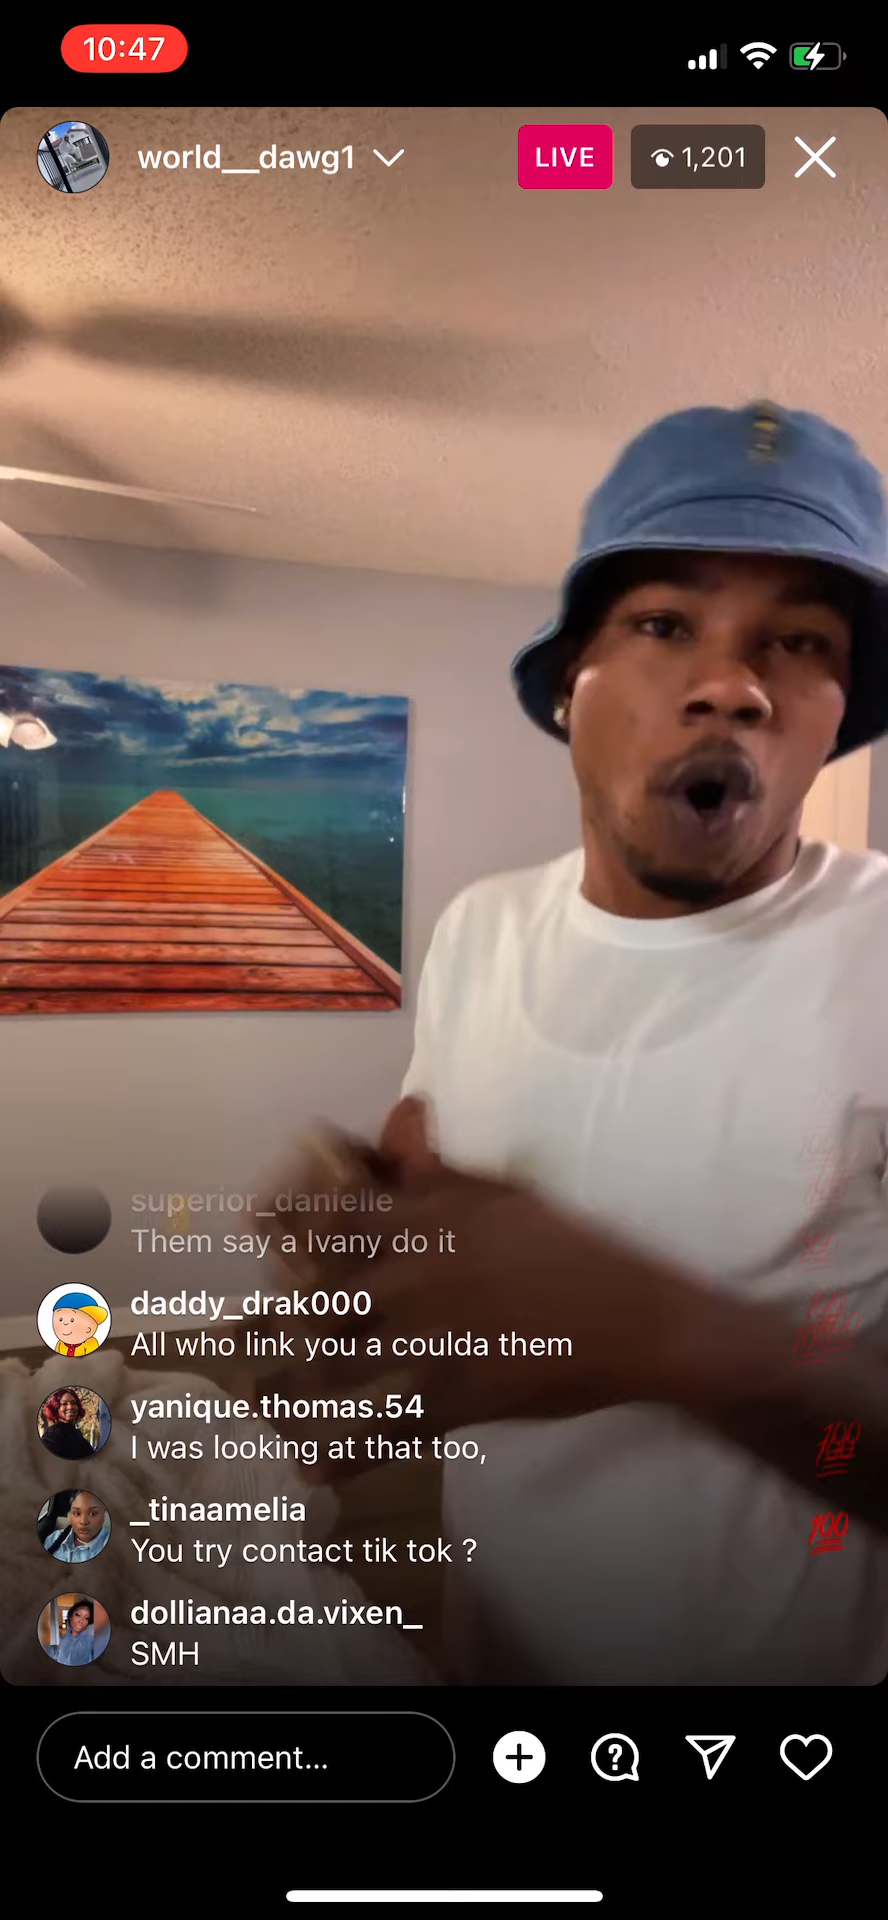 10:47
world__dawg1
LIVE
1,201
superior_danielle
Them say a Ivany do it
daddy_drak000
All who link you a coulda them
yanique.thomas.54
I was looking at that too,
_tinaamelia
You try contact tik tok ?
dollianaa.da.vixen_
SMH
Add a comment...